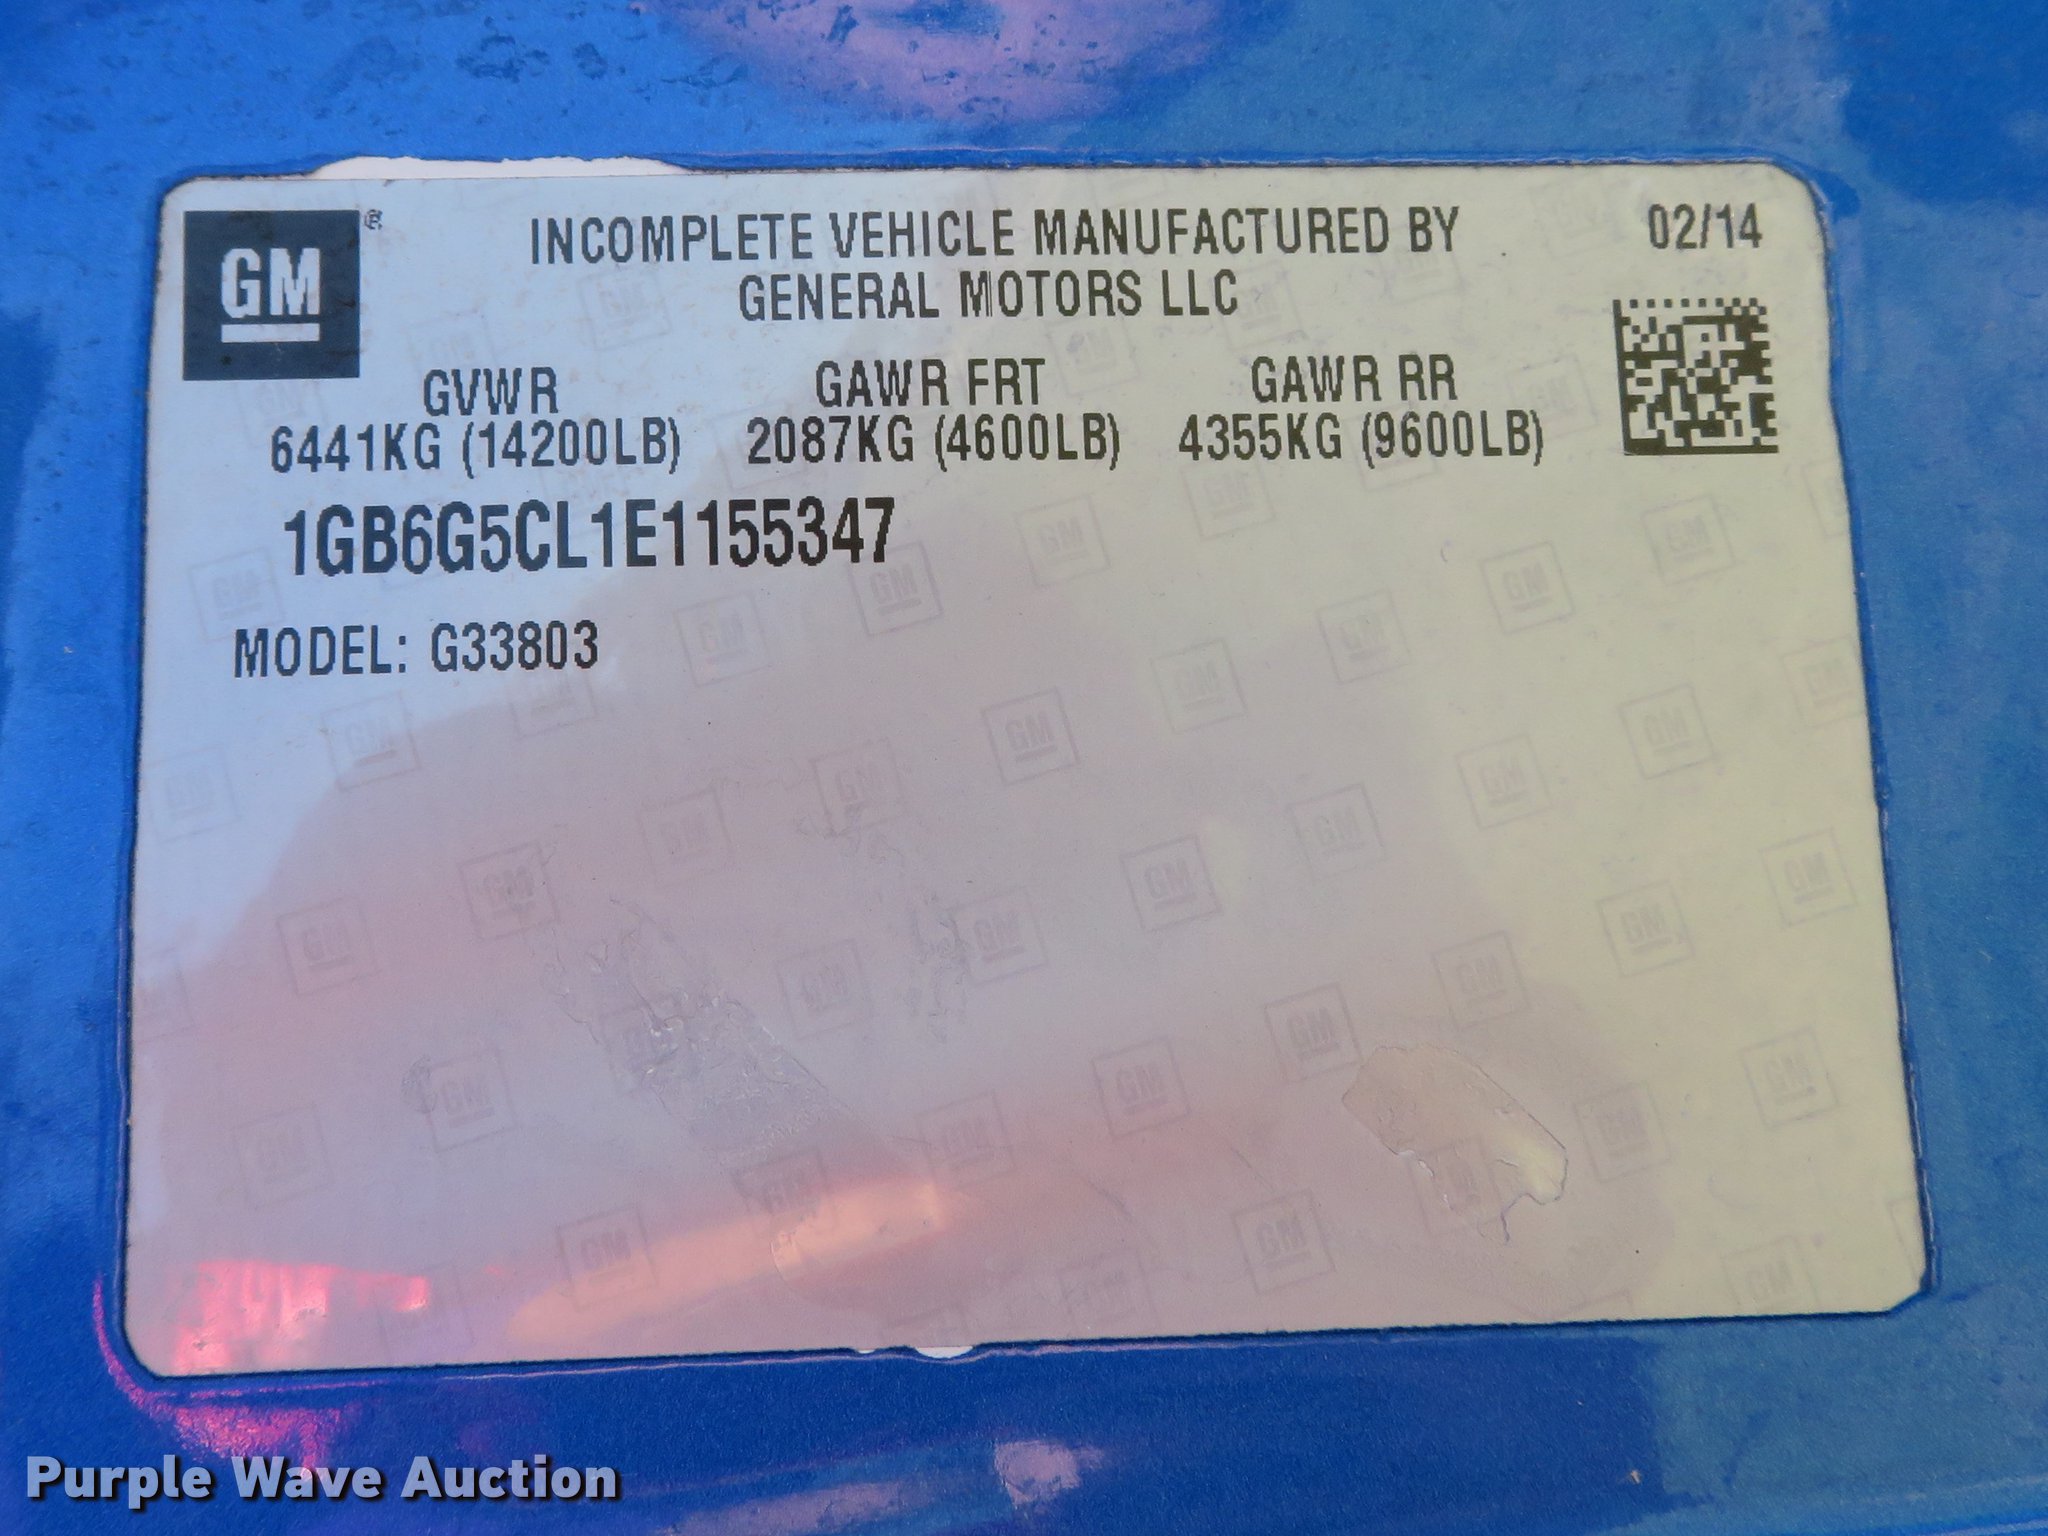 GM ®
INCOMPLETE VEHICLE MANUFACTURED BY
GENERAL MOTORS LLC
02/14
GVWR GAWR FRT GAWR RR
6441KG (14200LB) 2087KG (4600LB) 4355KG (9600LB)
1GB6G5CL1E1155347
MODEL: G33803
Purple Wave Auction